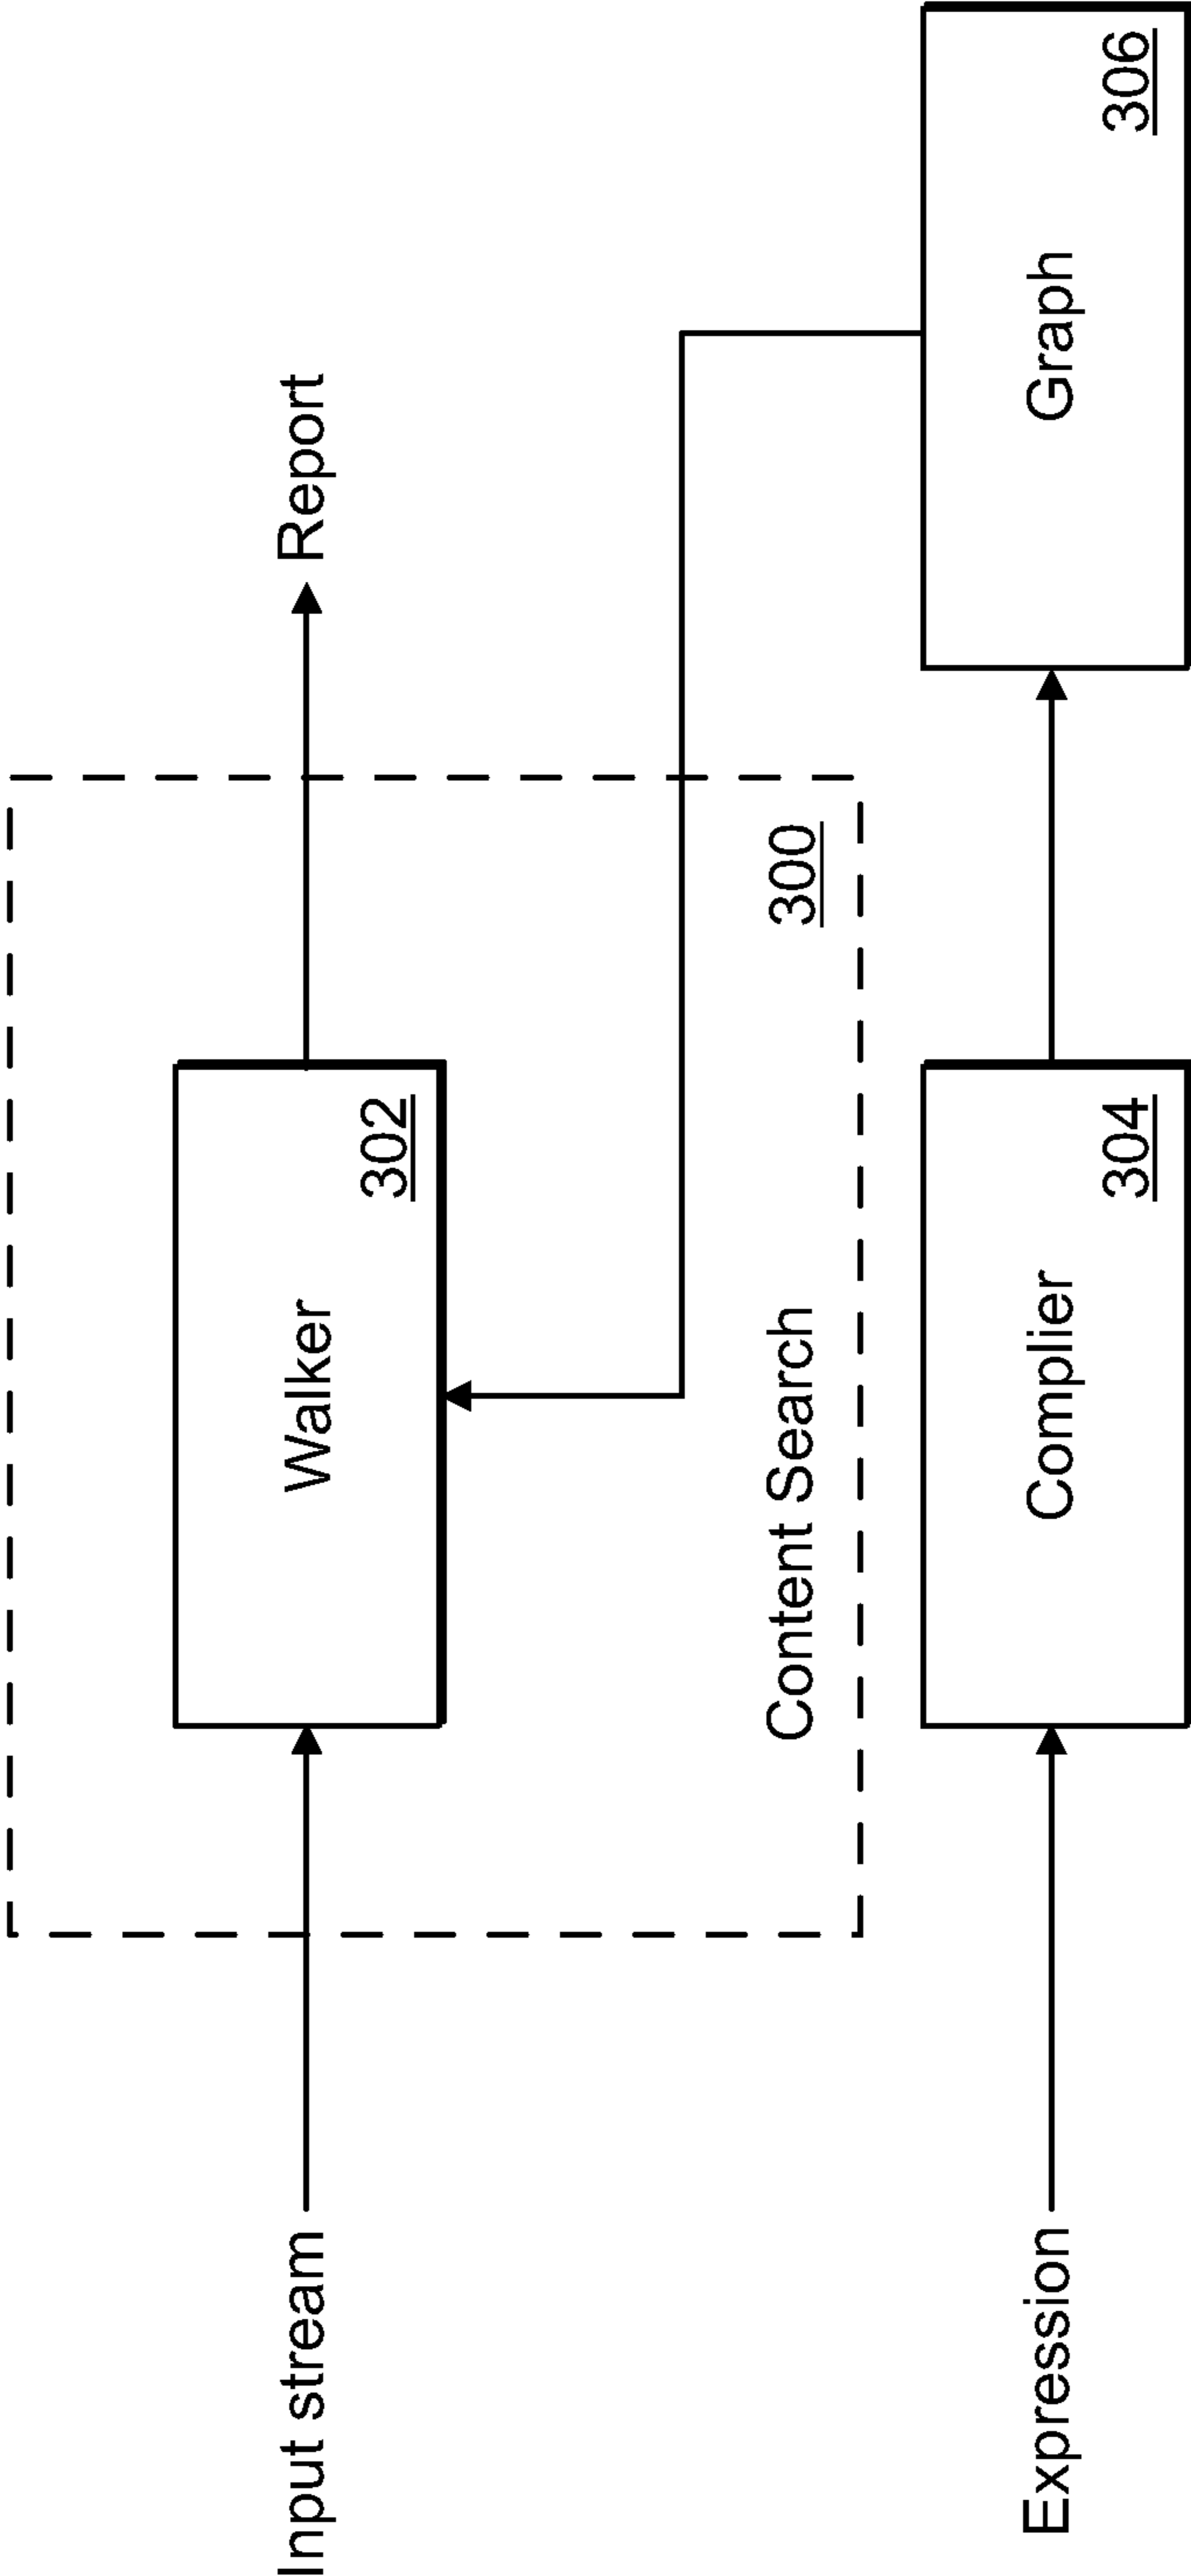 Input stream
Walker
302
Report
Content Search
300
Expression
Complier
304
Graph
306